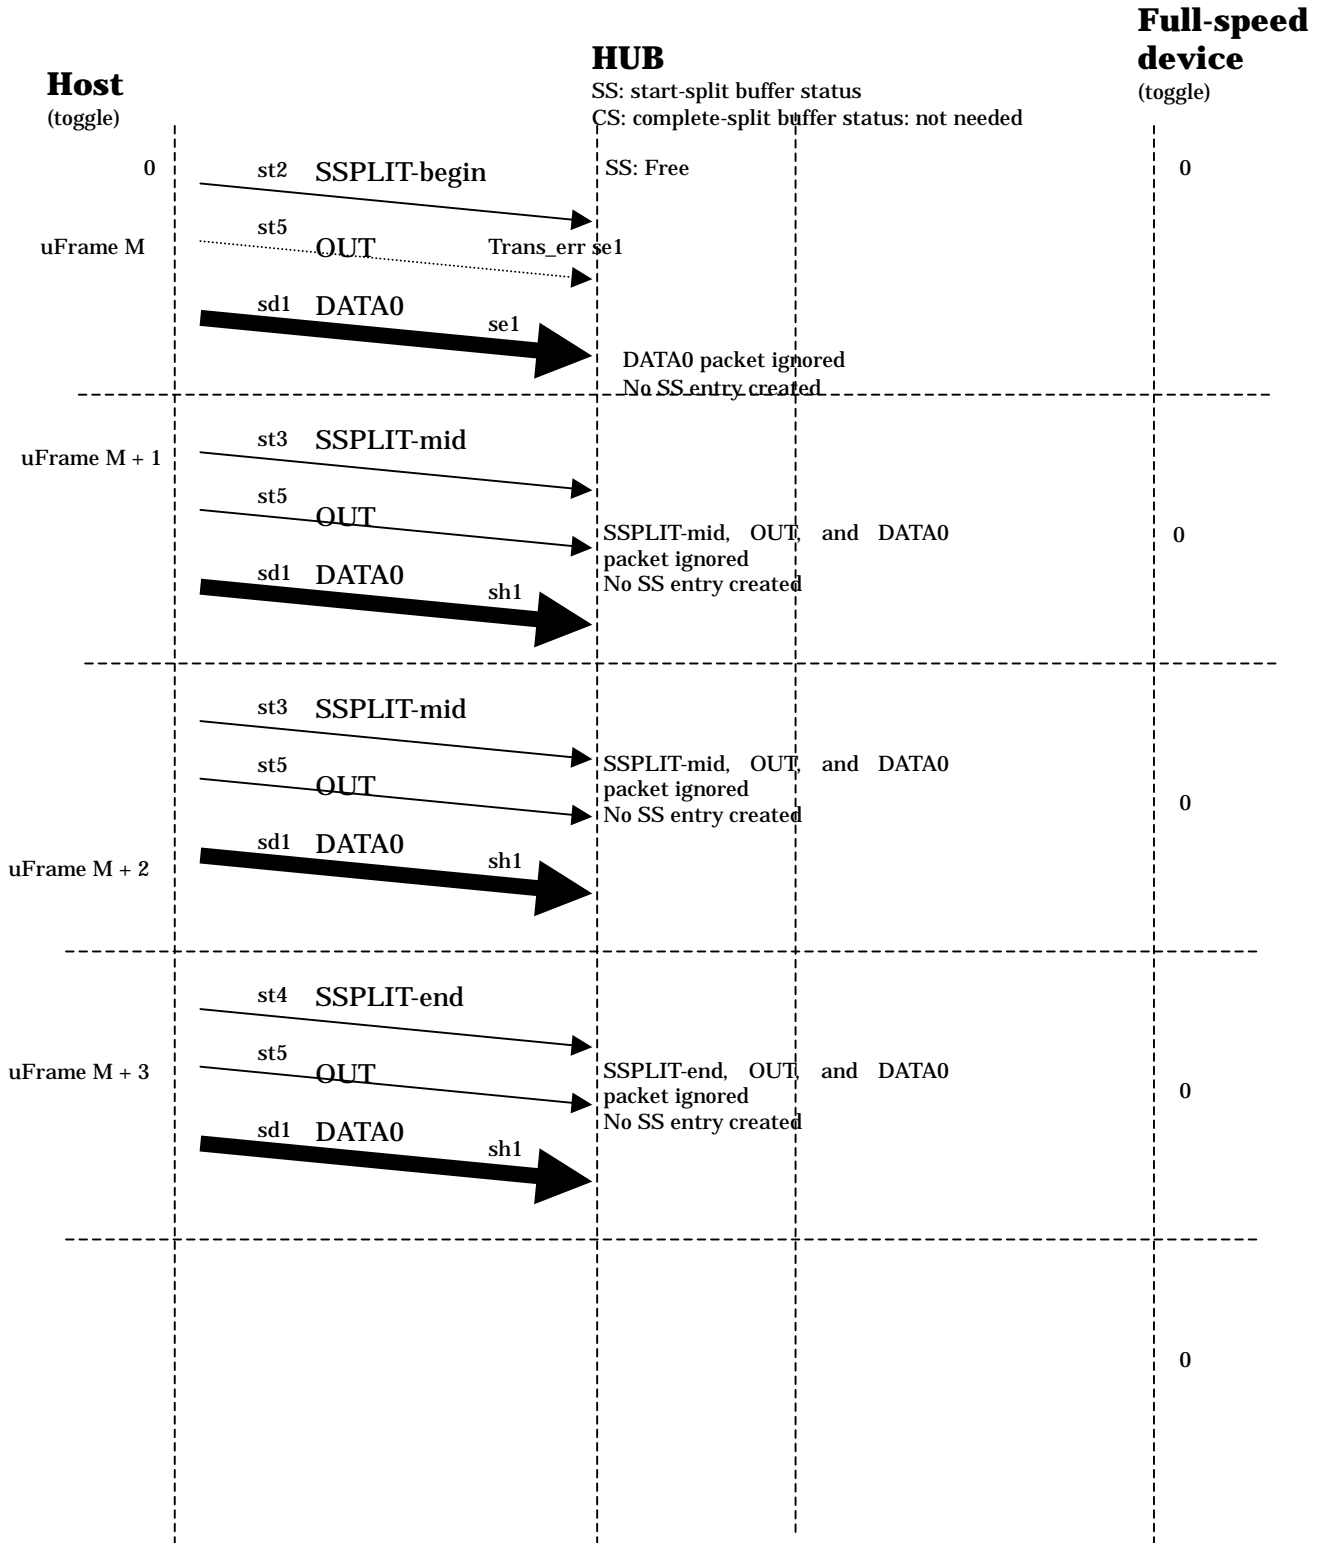 Full-speed
device
(toggle)
HUB
SS: start-split buffer status
CS: complete-split buffer status: not needed
Host
(toggle)
0
st2 SSPLIT-begin
SS: Free
0
uFrame M
st5
OUT
Trans_err se1
sd1 DATA0
se1
DATA0 packet ignored
No SS entry created
uFrame M + 1
st3 SSPLIT-mid
st5
OUT
SSPLIT-mid, OUT, and DATA0
packet ignored
No SS entry created
0
sd1 DATA0
sh1
st3 SSPLIT-mid
st5
OUT
SSPLIT-mid, OUT, and DATA0
packet ignored
No SS entry created
0
uFrame M + 2
sd1 DATA0
sh1
st4 SSPLIT-end
uFrame M + 3
st5
OUT
SSPLIT-end, OUT, and DATA0
packet ignored
No SS entry created
0
sd1 DATA0
sh1
0